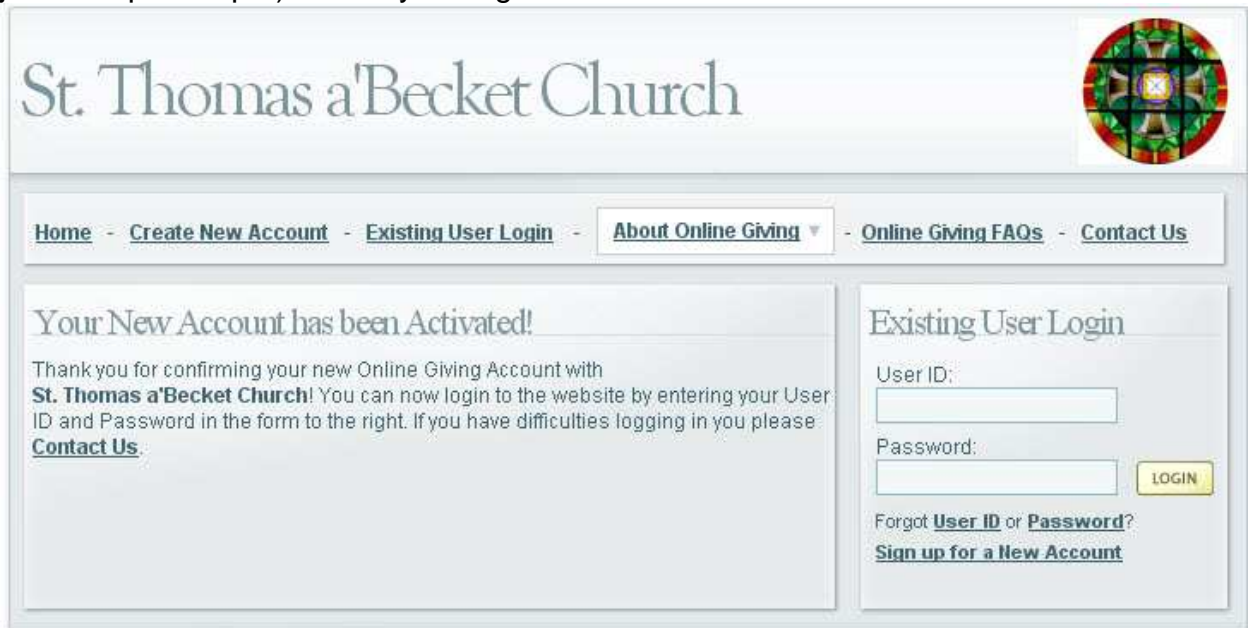 St. Thomas a'Becket Church
Home - Create New Account - Existing User Login - About Online Giving - Online Giving FAQs - Contact Us
Your New Account has been Activated!
Thank you for confirming your new Online Giving Account with
St. Thomas a'Becket Church! You can now login to the website by entering your User
ID and Password in the form to the right. If you have difficulties logging in you please
Contact Us.
Existing User Login
User ID:
Password:
LOGIN
Forgot User ID or Password?
Sign up for a New Account